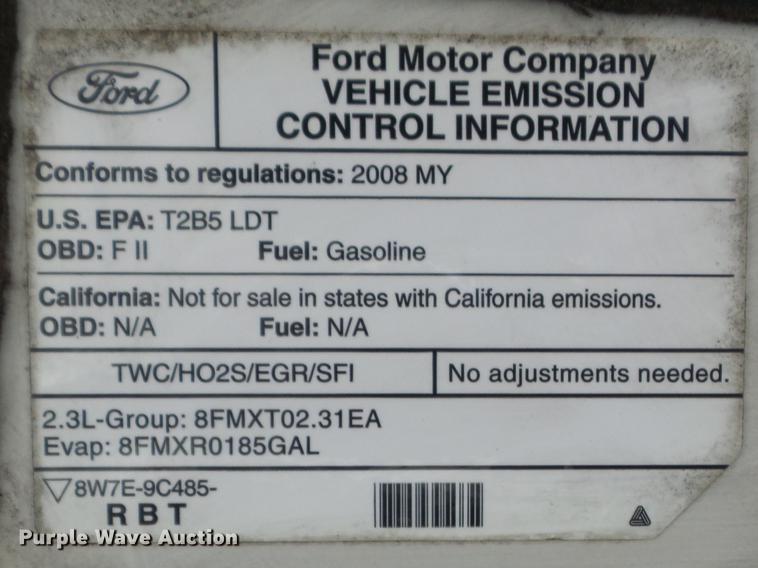 Ford
Ford Motor Company
VEHICLE EMISSION
CONTROL INFORMATION
Conforms to regulations: 2008 MY
U.S. EPA: T2B5 LDT
OBD: F II Fuel: Gasoline
California: Not for sale in states with California emissions.
OBD: N/A Fuel: N/A
TWC/HO2S/EGR/SFI No adjustments needed.
2.3L-Group: 8FMXT02.31EA
Evap: 8FMXR0185GAL
8W7E-9C485-
RBT
Purple Wave Auction